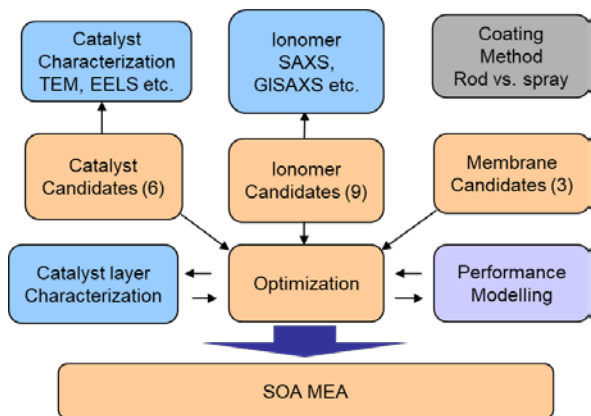 Catalyst
Characterization
TEM, EELS etc.
Ionomer
SAXS,
GISAXS etc.
Coating
Method
Rod vs. spray
Catalyst
Candidates (6)
Ionomer
Candidates (9)
Membrane
Candidates (3)
Catalyst layer
Characterization
Optimization
Performance
Modelling
SOA MEA